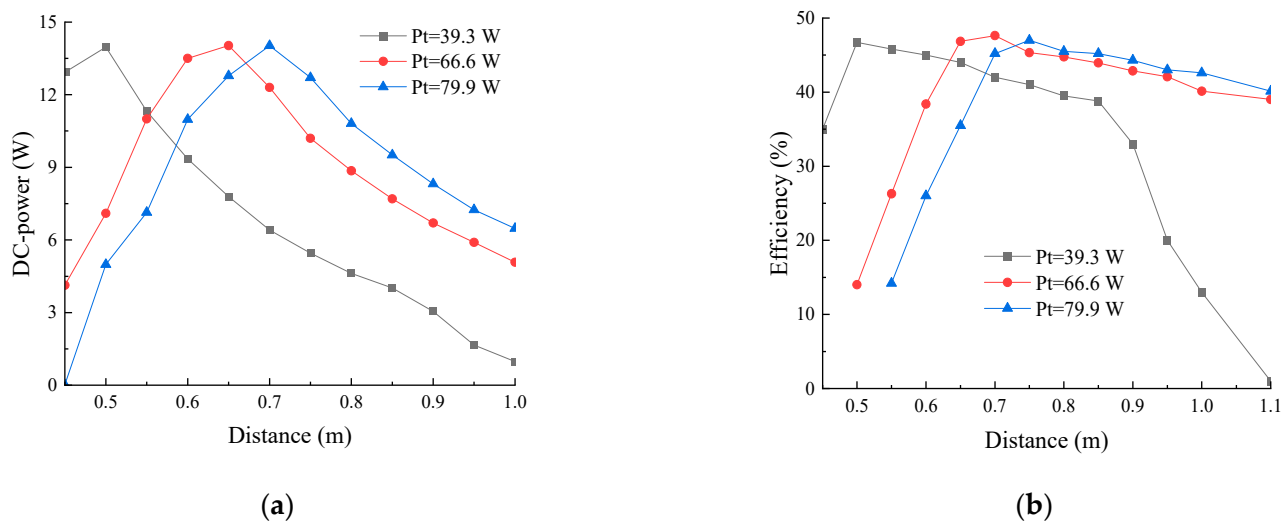 DC-power (W)
15
12
9
6
3
0
Pt=39.3 W
Pt=66.6 W
Pt=79.9 W
0.5 0.6 0.7 0.8 0.9 1.0
Distance (m)
(a)
Efficiency (%)
50
40
30
20
10
0
Pt=39.3 W
Pt=66.6 W
Pt=79.9 W
0.5 0.6 0.7 0.8 0.9 1.0 1.1
Distance (m)
(b)